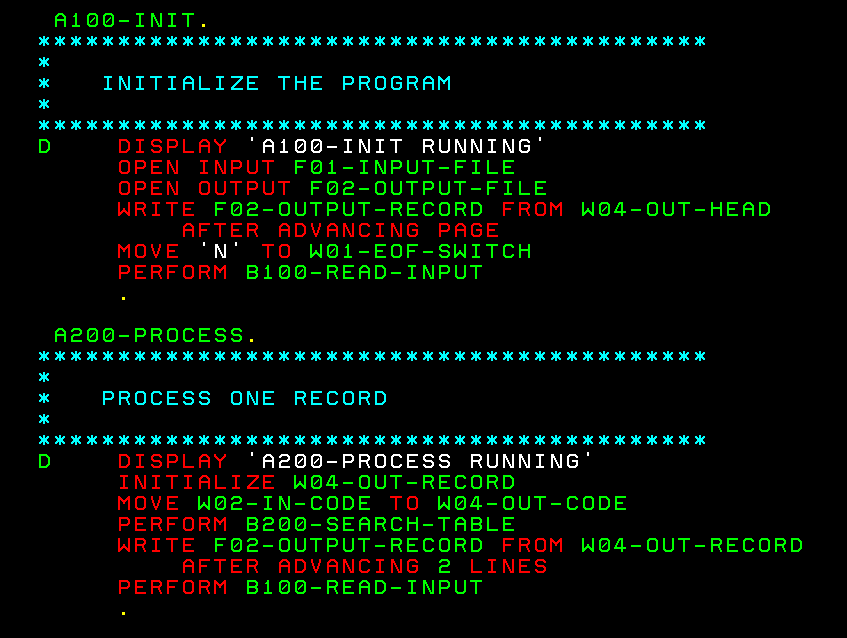 A100-INIT.
******************************************
*
*   INITIALIZE THE PROGRAM
*
******************************************
D    DISPLAY 'A100-INIT RUNNING'
     OPEN INPUT F01-INPUT-FILE
     OPEN OUTPUT F02-OUTPUT-FILE
     WRITE F02-OUTPUT-RECORD FROM W04-OUT-HEAD
         AFTER ADVANCING PAGE
     MOVE 'N' TO W01-EOF-SWITCH
     PERFORM B100-READ-INPUT
     .
 A200-PROCESS.
******************************************
*
*   PROCESS ONE RECORD
*
******************************************
D    DISPLAY 'A200-PROCESS RUNNING'
     INITIALIZE W04-OUT-RECORD
     MOVE W02-IN-CODE TO W04-OUT-CODE
     PERFORM B200-SEARCH-TABLE
     WRITE F02-OUTPUT-RECORD FROM W04-OUT-RECORD
         AFTER ADVANCING 2 LINES
     PERFORM B100-READ-INPUT
     .